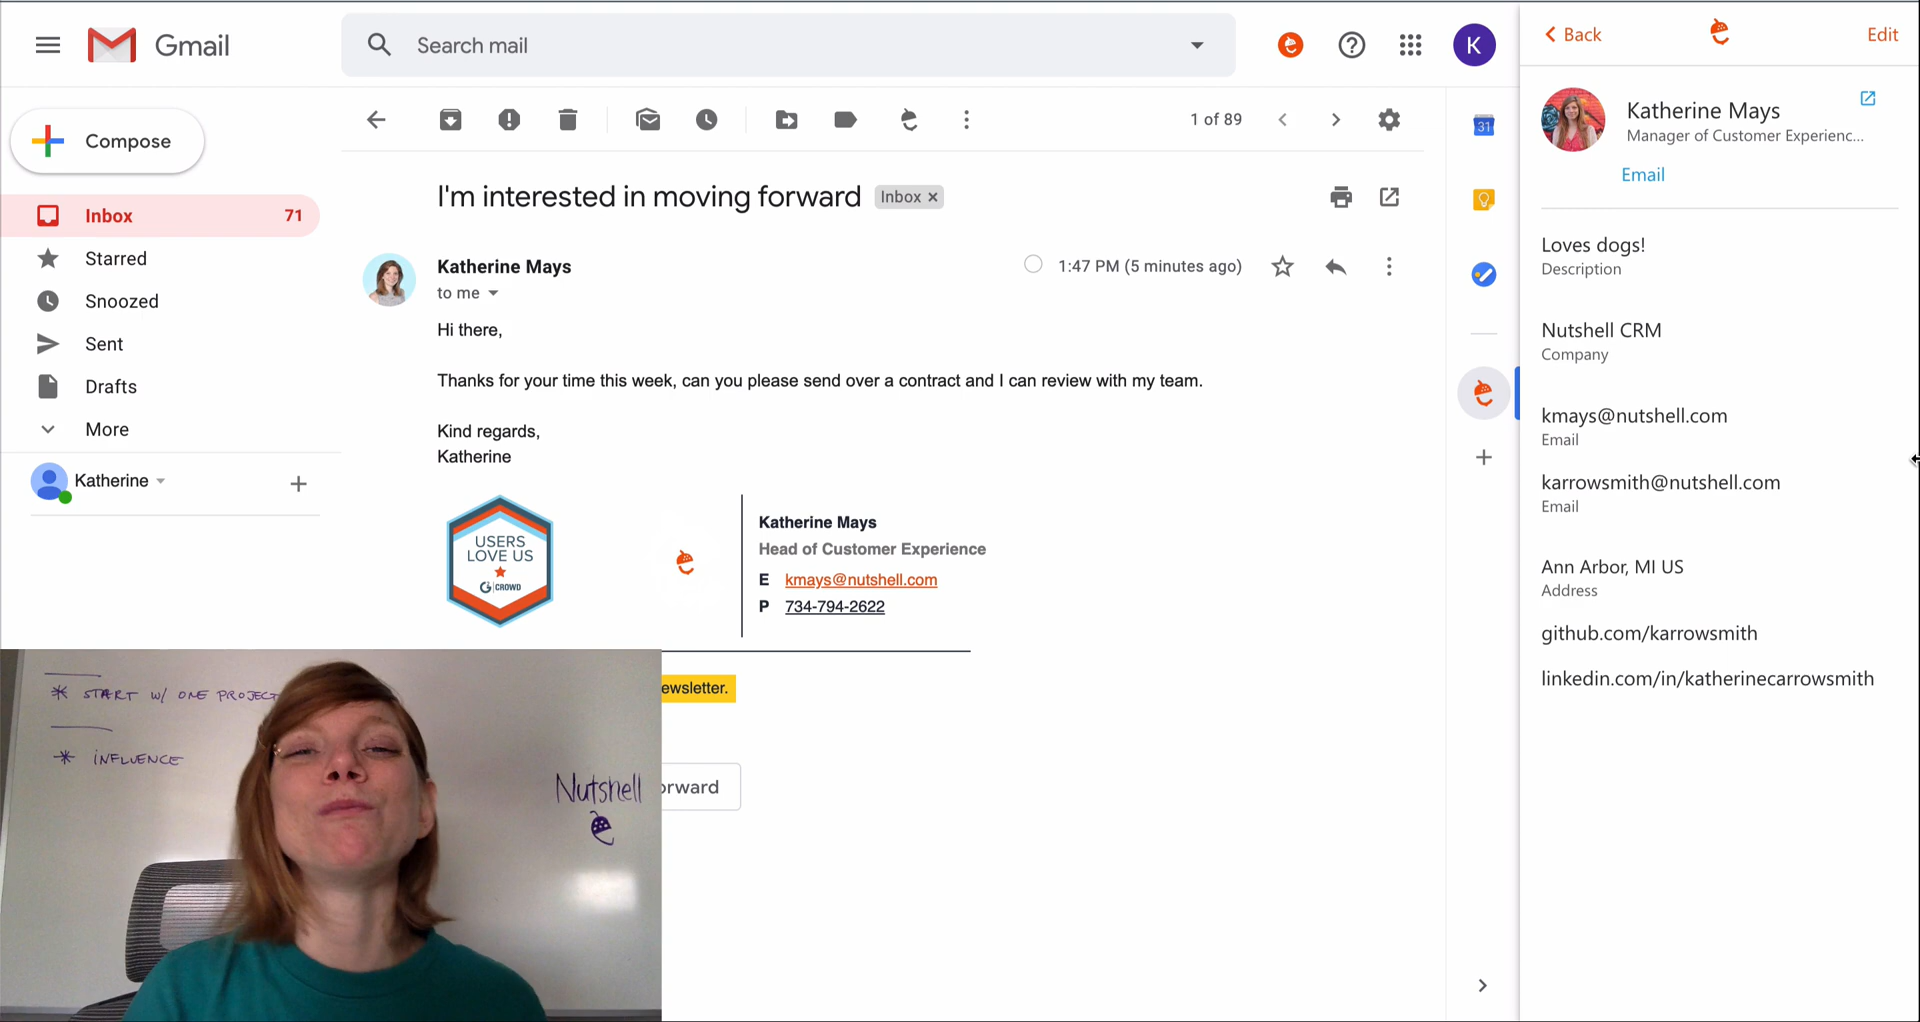 Gmail
Search mail
K
Back
Edit
Compose
1 of 89
31
Katherine Mays
Manager of Customer Experienc...
Email
Inbox 71
Starred
Snoozed
Sent
Drafts
More
Katherine
I'm interested in moving forward
Inbox ×
Katherine Mays
1:47 PM (5 minutes ago)
to me
Hi there,
Thanks for your time this week, can you please send over a contract and I can review with my team.
Kind regards,
Katherine
USERS
LOVE US
G2 | CROWD
Katherine Mays
Head of Customer Experience
E kmays@nutshell.com
P 734-794-2622
ewsletter.
orward
Loves dogs!
Description
Nutshell CRM
Company
kmays@nutshell.com
Email
karrowsmith@nutshell.com
Email
Ann Arbor, MI US
Address
github.com/karrowsmith
linkedin.com/in/katherinecarrowsmith
* START W/ ONE PROJECT
* INFLUENCE
Nutshell